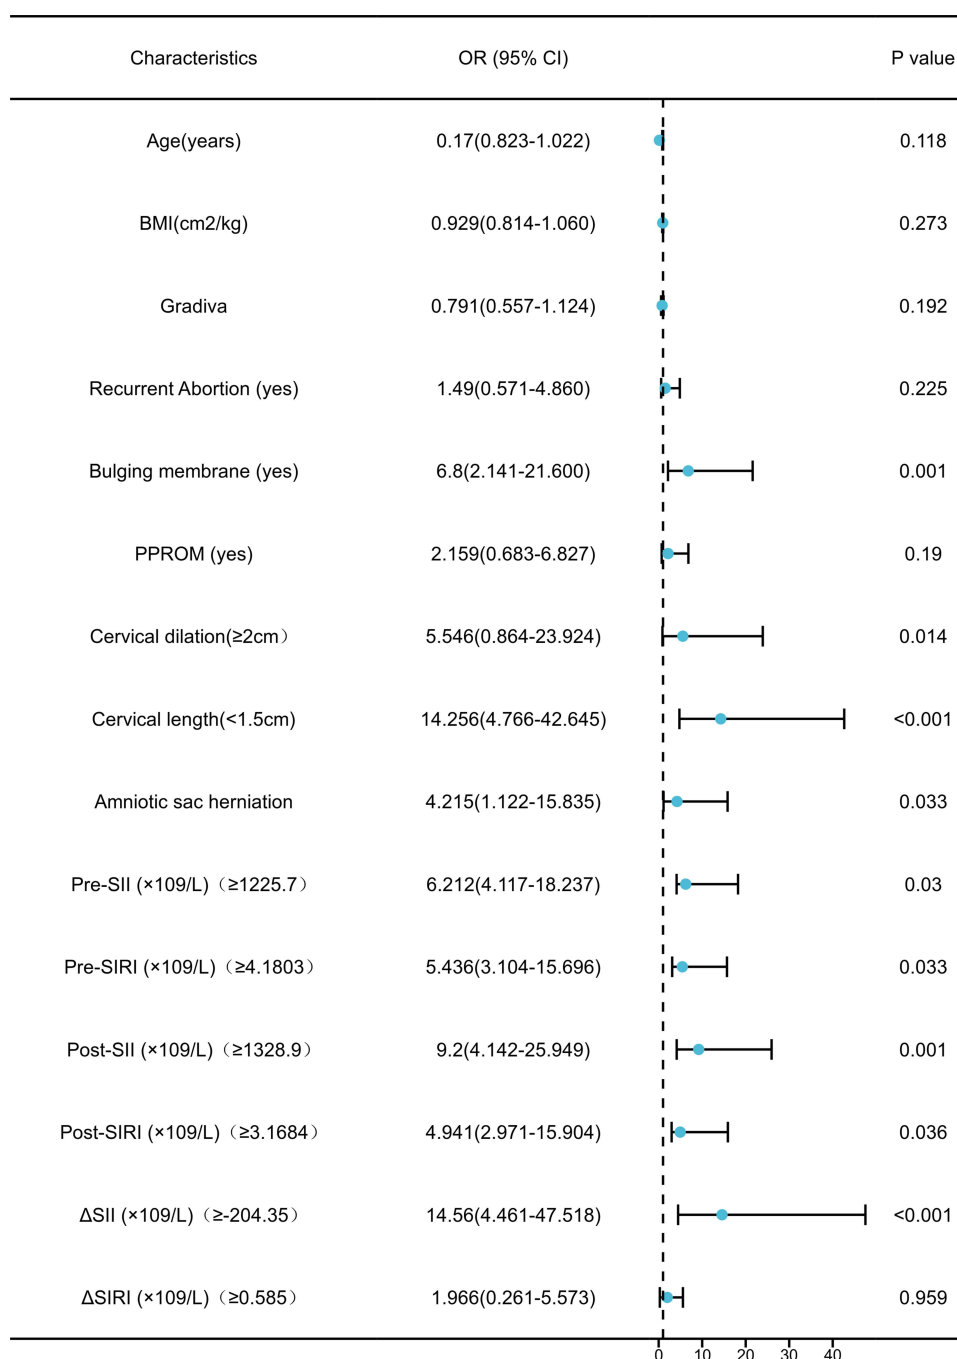 Characteristics OR (95% CI) P value
Age(years) 0.17(0.823-1.022) 0.118
BMI(cm2/kg) 0.929(0.814-1.060) 0.273
Gradiva 0.791(0.557-1.124) 0.192
Recurrent Abortion (yes) 1.49(0.571-4.860) 0.225
Bulging membrane (yes) 6.8(2.141-21.600) 0.001
PPROM (yes) 2.159(0.683-6.827) 0.19
Cervical dilation(≥2cm） 5.546(0.864-23.924) 0.014
Cervical length(<1.5cm) 14.256(4.766-42.645) <0.001
Amniotic sac herniation 4.215(1.122-15.835) 0.033
Pre-SII (×109/L)（≥1225.7） 6.212(4.117-18.237) 0.03
Pre-SIRI (×109/L)（≥4.1803） 5.436(3.104-15.696) 0.033
Post-SII (×109/L)（≥1328.9） 9.2(4.142-25.949) 0.001
Post-SIRI (×109/L)（≥3.1684） 4.941(2.971-15.904) 0.036
ΔSII (×109/L)（≥-204.35） 14.56(4.461-47.518) <0.001
ΔSIRI (×109/L)（≥0.585） 1.966(0.261-5.573) 0.959
0 10 20 30 40